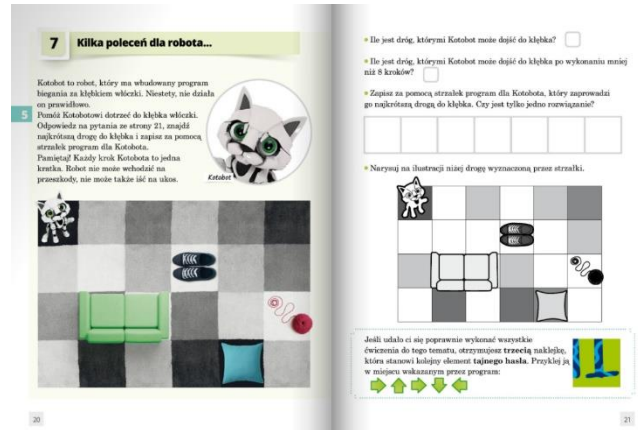 7 Kilka poleceń dla robota...
Kotobot to robot, który ma wbudowany program
biegania za kłębkiem włóczki. Niestety, nie działa
on prawidłowo.
5
Pomóż Kotobotowi dotrzeć do kłębka włóczki.
Odpowiedz na pytania ze strony 21, znajdź
najkrótszą drogę do kłębka i zapisz za pomocą
strzałek program dla Kotobota.
Pamiętaj! Każdy krok Kotobota to jedna
kratka. Robot nie może wchodzić na
przeszkody, nie może także iść na ukos.
Kotobot
20
Ile jest dróg, którymi Kotobot może dojść do kłębka?
Ile jest dróg, którymi Kotobot może dojść do kłębka po wykonaniu mniej
niż 8 kroków?
Zapisz za pomocą strzałek program dla Kotobota, który zaprowadzi
go najkrótszą drogą do kłębka. Czy jest tylko jedno rozwiązanie?
Narysuj na ilustracji niżej drogę wyznaczoną przez strzałki.
Jeśli udało ci się poprawnie wykonać wszystkie
ćwiczenia do tego tematu, otrzymujesz trzecią naklejkę,
która stanowi kolejny element tajnego hasła. Przyklej ją
w miejscu wskazanym przez program:
21